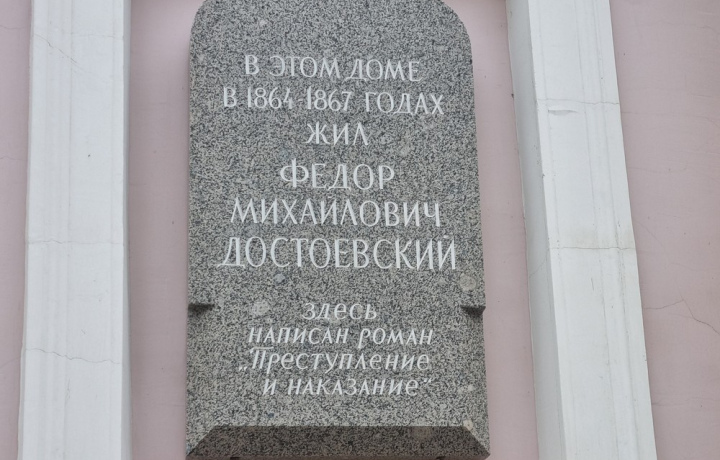 В ЭТОМ ДОМЕ
В 1864-1867 ГОДАХ
ЖИЛ
ФЕДОР
МИХАИЛОВИЧ
ДОСТОЕВСКИЙ
ЗДЕСЬ
НАПИСАН РОМАН
„ПРЕСТУПЛЕНИЕ
И НАКАЗАНИЕ"